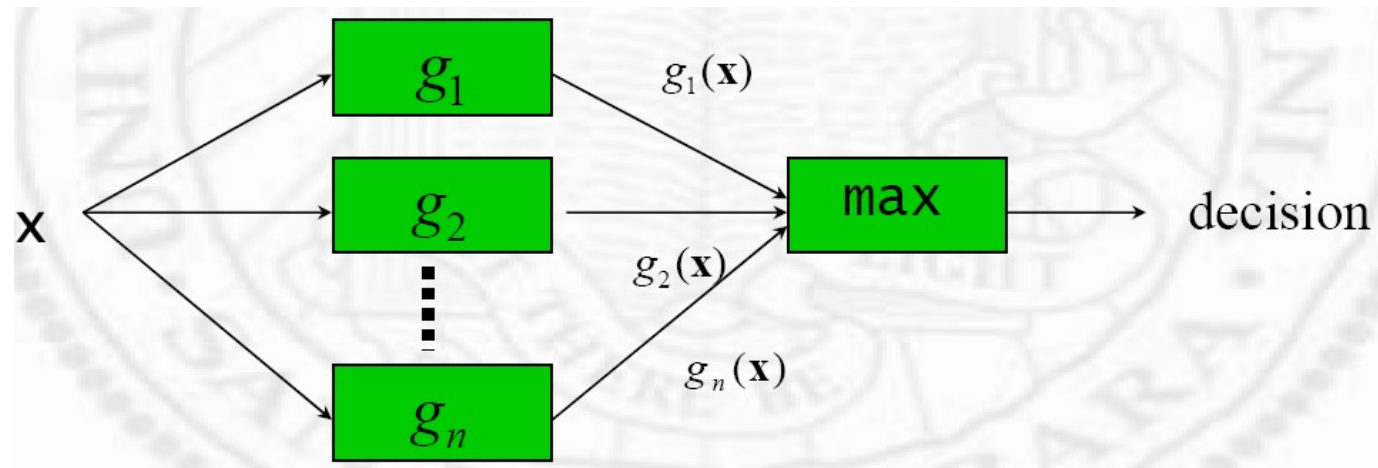 g₁
g₁(x)
x
g₂
max
decision
g₂(x)
gₙ(x)
gₙ